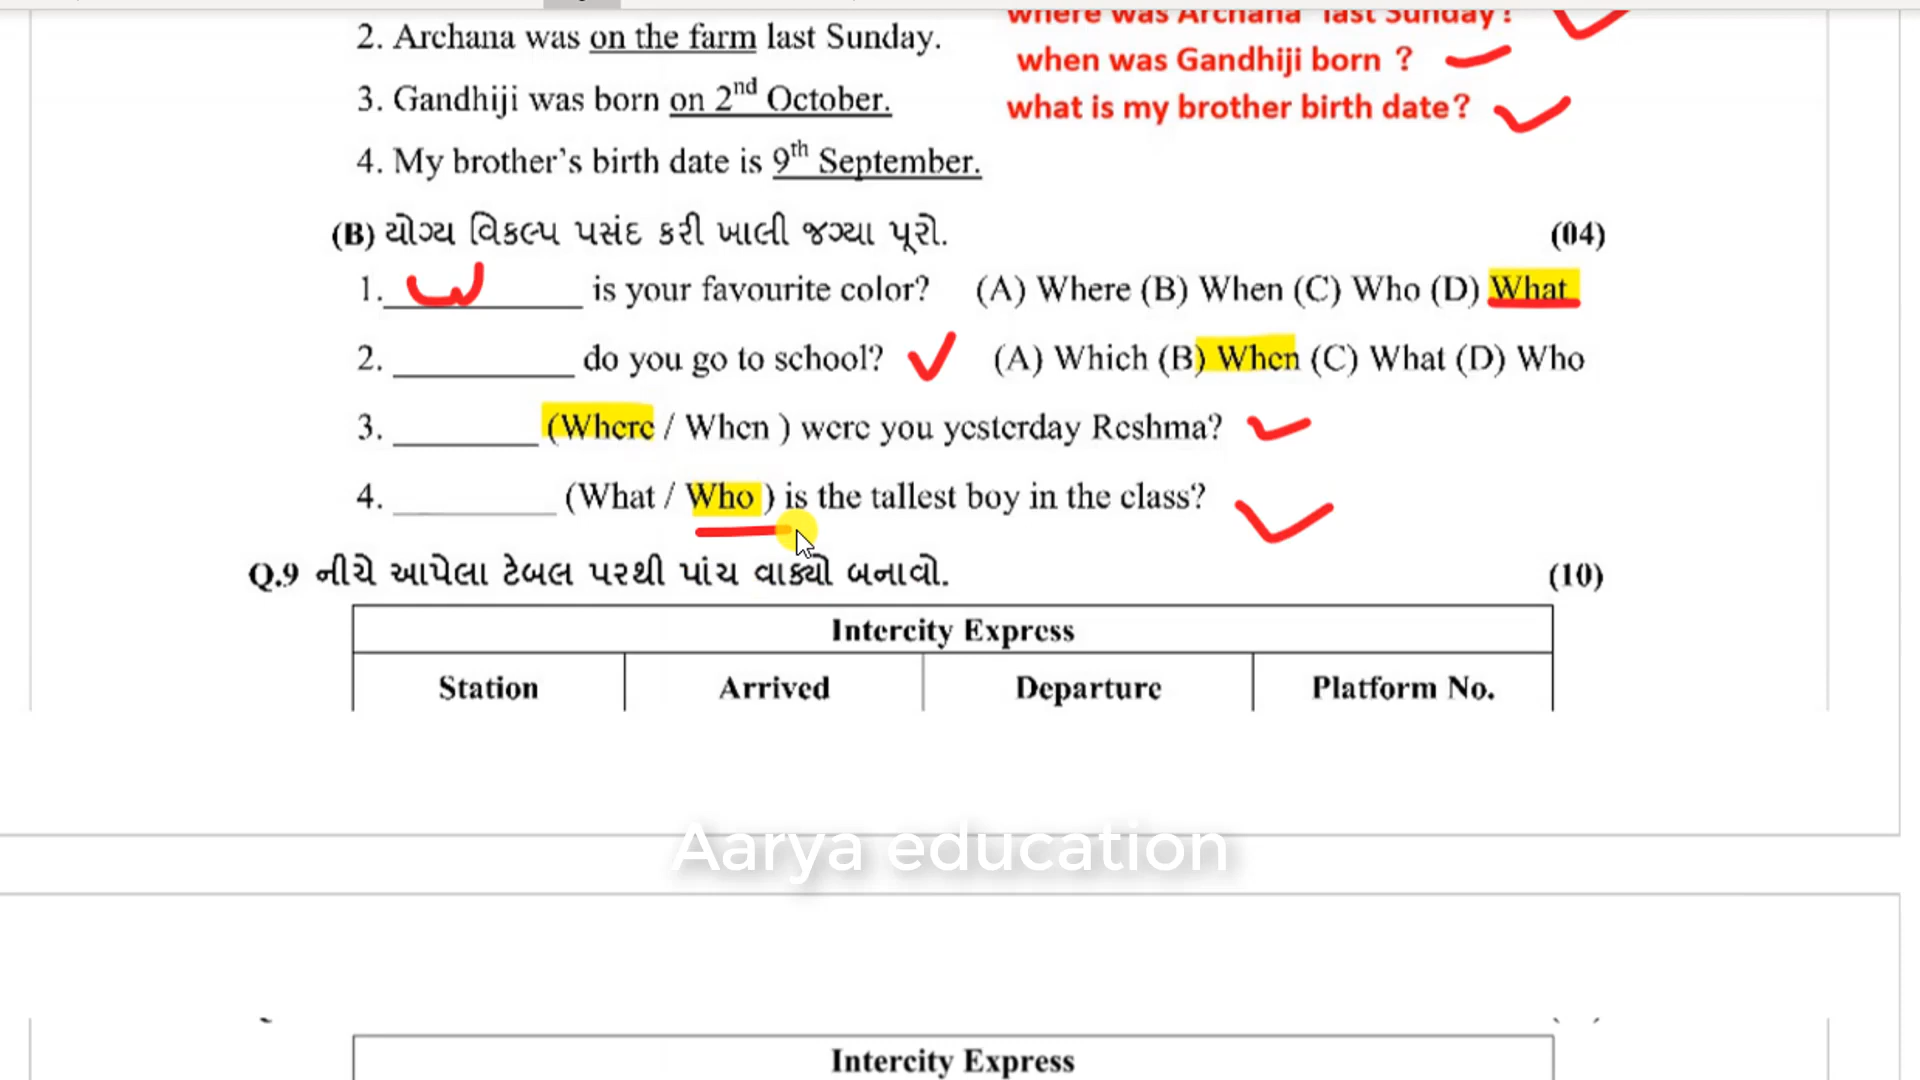 where was Archana last Sunday?
2. Archana was on the farm last Sunday.
when was Gandhiji born ?
3. Gandhiji was born on 2nd October.
what is my brother birth date?
4. My brother's birth date is 9th September.
(B) યોગ્ય વિકલ્પ પસંદ કરી ખાલી જગ્યા પૂરો. (04)
1.__________ is your favourite color? (A) Where (B) When (C) Who (D) What
2. __________ do you go to school? (A) Which (B) When (C) What (D) Who
3. ________ (Where / When ) were you yesterday Reshma?
4. _________ (What / Who ) is the tallest boy in the class?
Q.9 નીચે આપેલા ટેબલ પરથી પાંચ વાક્યો બનાવો. (10)
Intercity Express
Station Arrived Departure Platform No.
Aarya education
Intercity Express